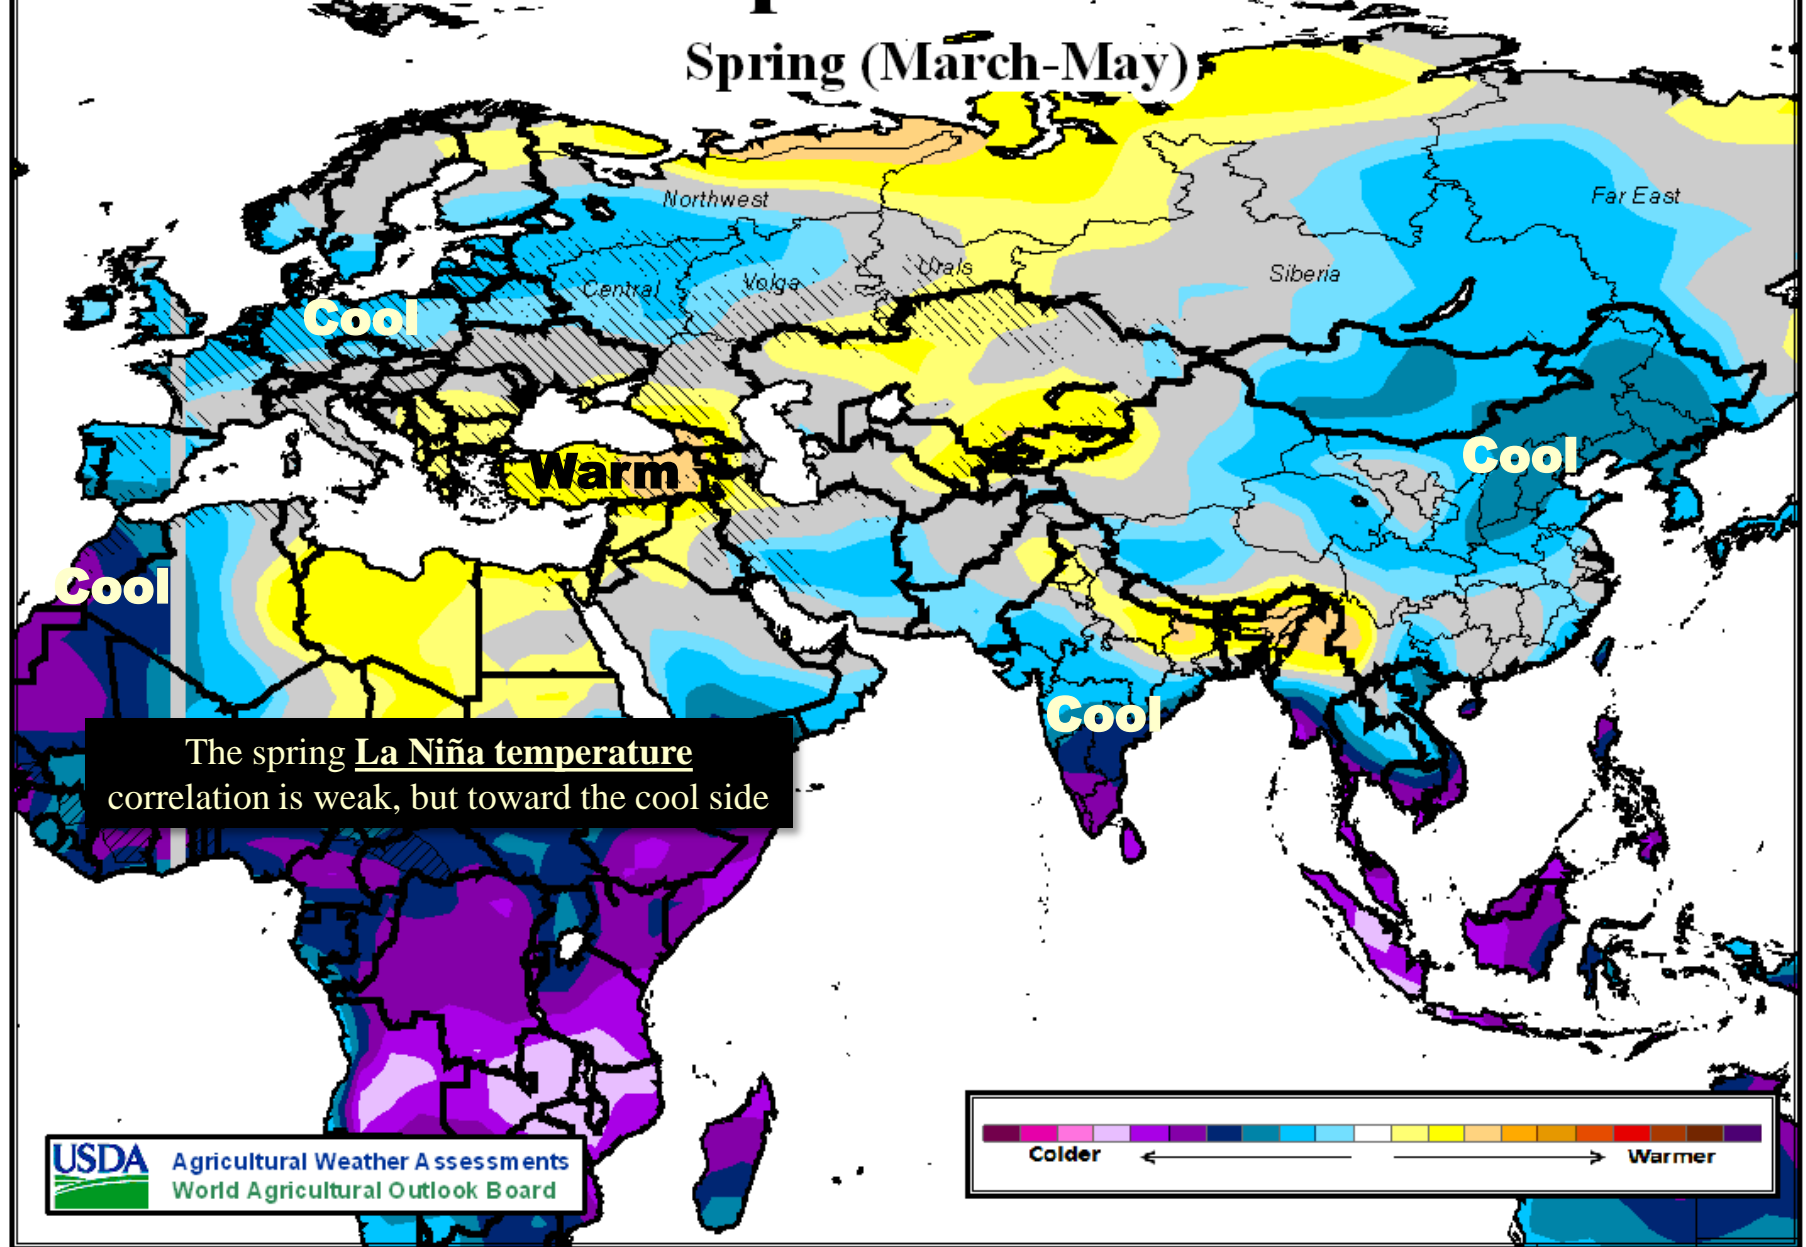 Spring (March-May)
Northwest
Far East
Urals
Siberia
Central
Volga
Cool
Cool
Warm
Cool
Cool
The spring La Niña temperature
correlation is weak, but toward the cool side
USDA
Agricultural Weather Assessments
World Agricultural Outlook Board
Colder
Warmer